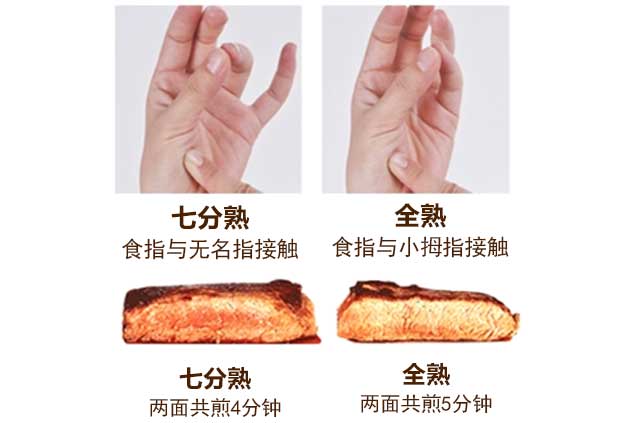 七分熟
全熟
食指与无名指接触
食指与小拇指接触
七分熟
全熟
两面共煎4分钟
两面共煎5分钟